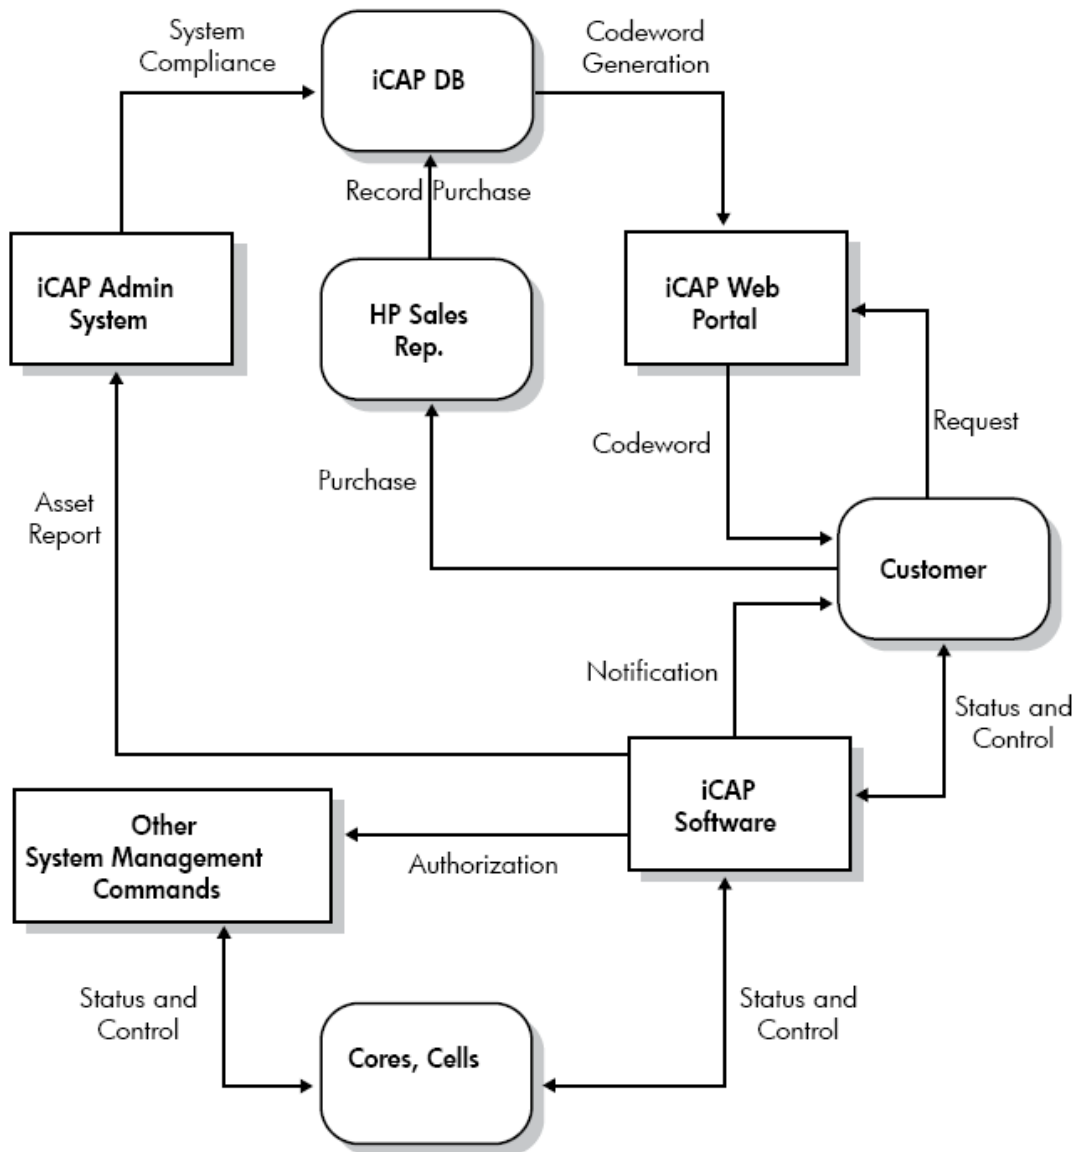 System
Compliance
iCAP DB
Codeword
Generation
Record Purchase
iCAP Admin
System
HP Sales
Rep.
iCAP Web
Portal
Request
Codeword
Purchase
Asset
Report
Customer
Notification
Status and
Control
iCAP
Software
Other
System Management
Commands
Authorization
Status and
Control
Cores, Cells
Status and
Control